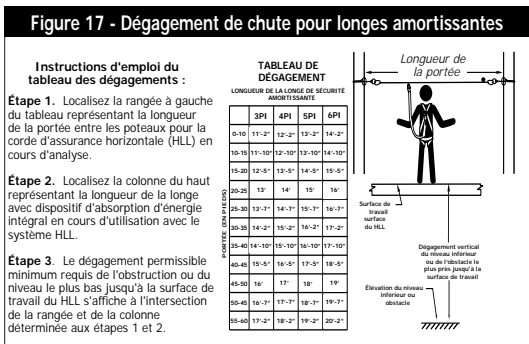 Figure 17 - Dégagement de chute pour longes amortissantes
Instructions d'emploi du
tableau des dégagements :
Étape 1. Localisez la rangée à gauche
du tableau représentant la longueur
de la portée entre les poteaux pour la
corde d'assurance horizontale (HLL) en
cours d'analyse.
Étape 2. Localisez la colonne du haut
représentant la longueur de la longe
avec dispositif d'absorption d'énergie
intégral en cours d'utilisation avec le
système HLL.
Étape 3. Le dégagement permissible
minimum requis de l'obstruction ou du
niveau le plus bas jusqu'à la surface de
travail du HLL s'affiche à l'intersection
de la rangée et de la colonne
déterminée aux étapes 1 et 2.
TABLEAU DE
DÉGAGEMENT
LONGUEUR DE LA LONGE DE SÉCURITÉ
AMORTISSANTE
3PI 4PI 5PI 6PI
PORTÉE (EN PIEDS)
0-10 11'-2" 12'-2" 13'-2" 14'-2"
10-15 11'-10" 12'-10" 13'-10" 14'-10"
15-20 12'-5" 13'-5" 14'-5" 15'-5"
20-25 13' 14' 15' 16'
25-30 13'-7" 14'-7" 15'-7" 16'-7"
30-35 14'-2" 15'-2" 16'-2" 17'-2"
35-40 14'-10" 15'-10" 16'-10" 17'-10"
40-45 15'-5" 16'-5" 17'-5" 18'-5"
45-50 16' 17' 18' 19'
50-45 16'-7" 17'-7" 18'-7" 19'-7"
55-60 17'-2" 18'-2" 19'-2" 20'-2"
Longueur de
la portée
Surface de
travail
surface
du HLL
Dégagement vertical
du niveau inférieur
ou de l'obstacle le
plus près jusqu'à la
surface de travail
Élévation du niveau
inférieur ou
obstacle